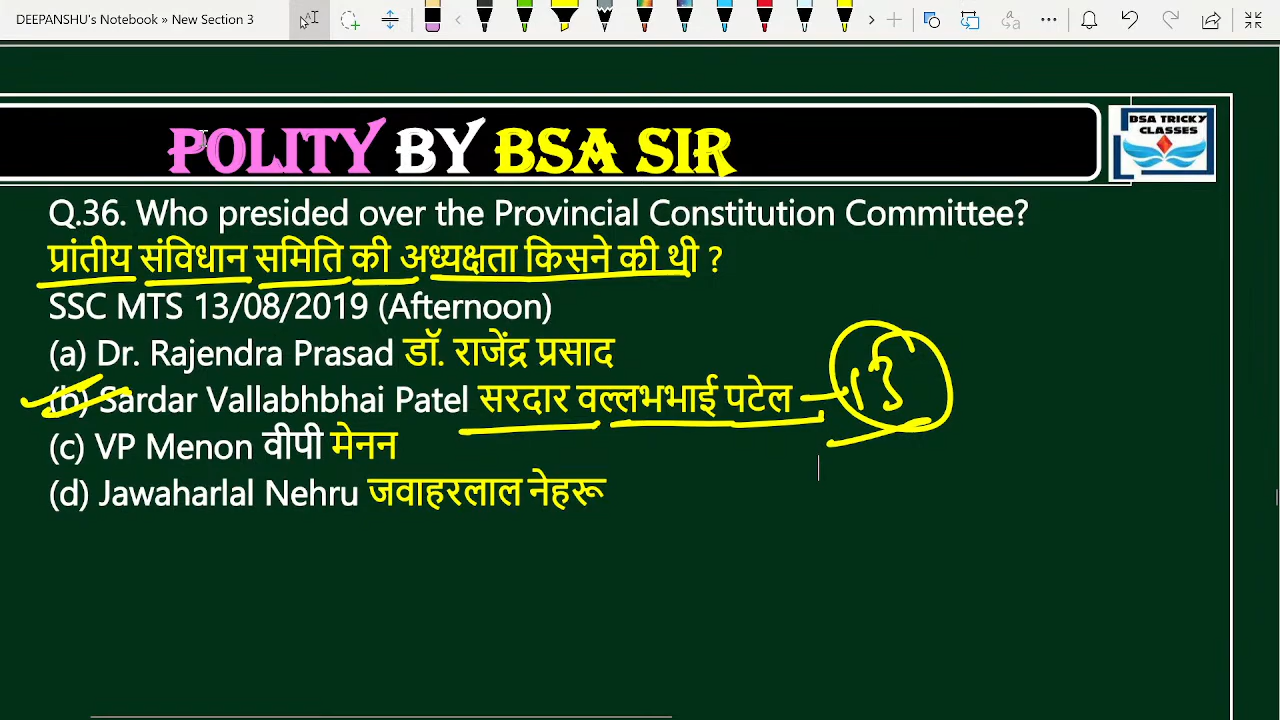 DEEPANSHU's Notebook » New Section 3
POLITY BY BSA SIR
BSA TRICKY
CLASSES
Q.36. Who presided over the Provincial Constitution Committee?
प्रांतीय संविधान समिति की अध्यक्षता किसने की थी ?
SSC MTS 13/08/2019 (Afternoon)
(a) Dr. Rajendra Prasad डॉ. राजेंद्र प्रसाद
(b) Sardar Vallabhbhai Patel सरदार वल्लभभाई पटेल
(c) VP Menon वीपी मेनन
(d) Jawaharlal Nehru जवाहरलाल नेहरू